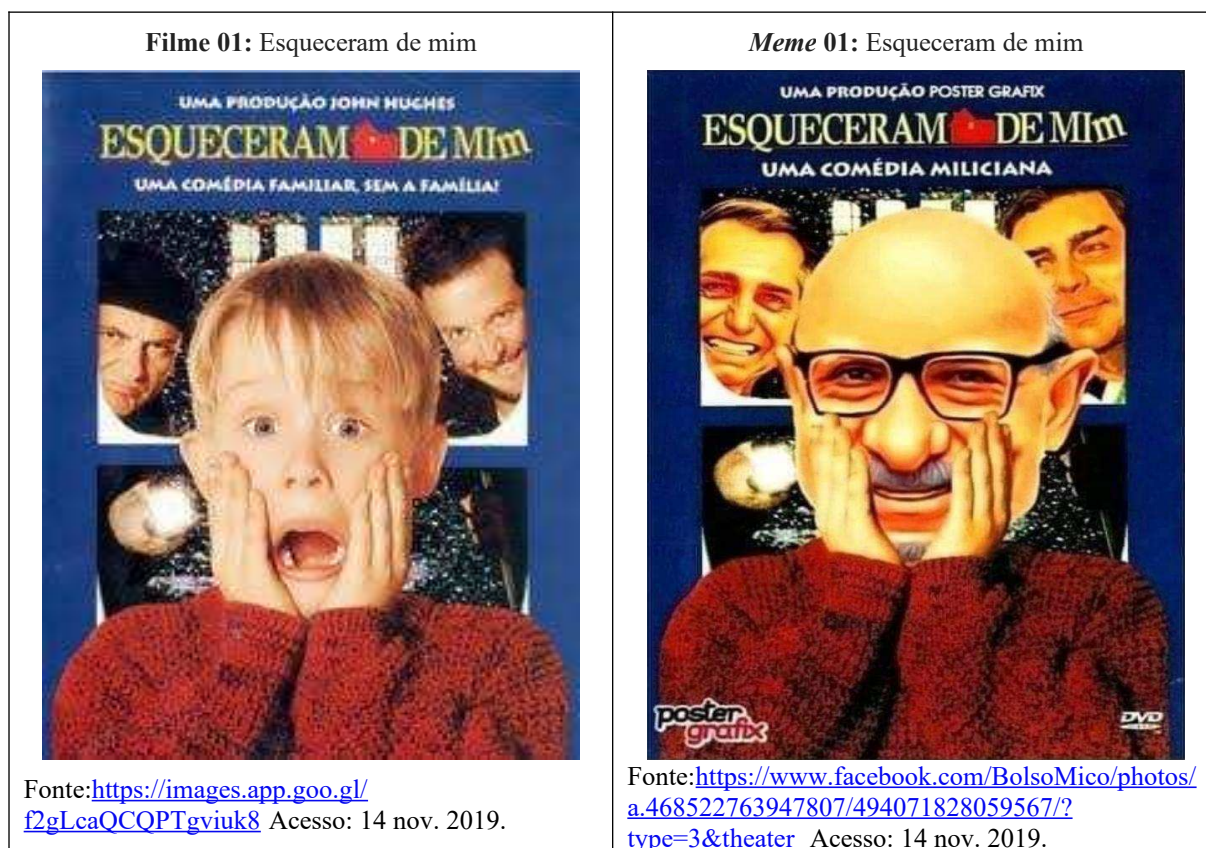 Filme 01: Esqueceram de mim
UMA PRODUÇÃO JOHN HUGHES
ESQUECERAM DE MIm
UMA COMÉDIA FAMILIAR, SEM A FAMÍLIA!
Fonte:https://images.app.goo.gl/
f2gLcaQCQPTgviuk8 Acesso: 14 nov. 2019.
Meme 01: Esqueceram de mim
UMA PRODUÇÃO POSTER GRAFIX
ESQUECERAM DE MIm
UMA COMÉDIA MILICIANA
poster
grafix
DVD
Fonte:https://www.facebook.com/BolsoMico/photos/
a.468522763947807/494071828059567/?
type=3&theater Acesso: 14 nov. 2019.